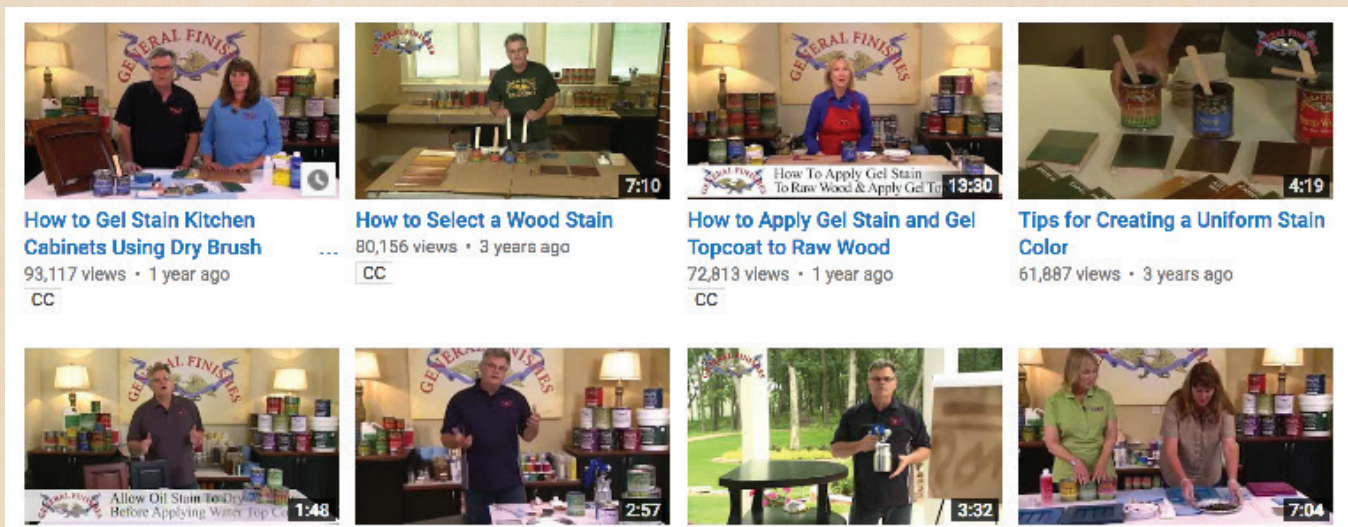 GENERAL FINISHES
GENERAL FINISHES
7:10
GENERAL FINISHES
GENERAL FINISHES
How To Apply Gel Stain
To Raw Wood & Apply Gel To
13:30
GENERAL FINISHES
4:19
How to Gel Stain Kitchen
Cabinets Using Dry Brush ...
93,117 views • 1 year ago
CC
How to Select a Wood Stain
80,156 views • 3 years ago
CC
How to Apply Gel Stain and Gel
Topcoat to Raw Wood
72,813 views • 1 year ago
CC
Tips for Creating a Uniform Stain
Color
61,887 views • 3 years ago
GENERAL FINISHES
Allow Oil Stain To Dry 72
Before Applying Water Top
1:48
GENERAL FINISHES
2:57
GENERAL FINISHES
3:32
GENERAL FINISHES
7:04